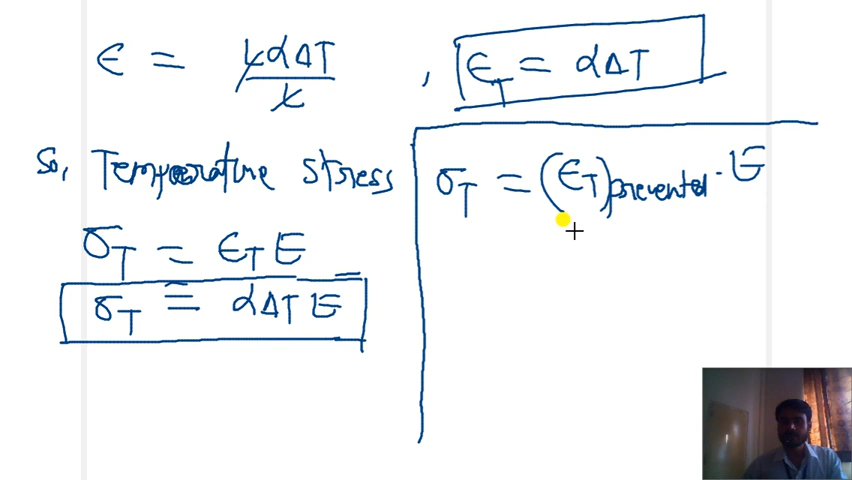 ϵ = LαΔT / L , ϵ_T = αΔT
So, Temperature stress
σ_T = ϵ_T E
σ_T = αΔT E
σ_T = (ϵ_T)prevented · E